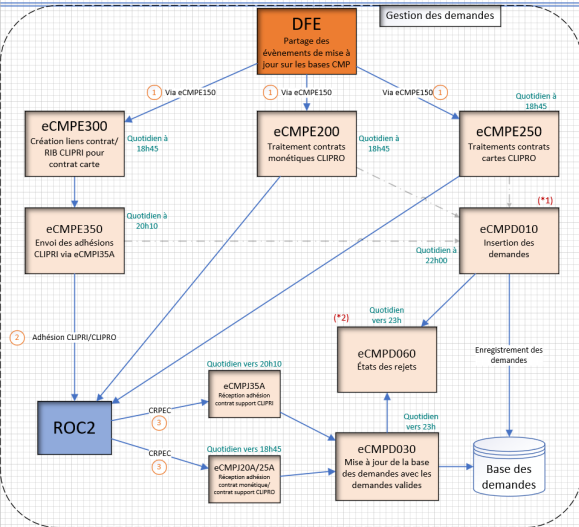 Gestion des demandes
DFE
Partage des
évènements de mise à
jour sur les bases CMP
1 Via eCMPE150
1 Via eCMPE150
Via eCMPE150 1
eCMPE300
Création liens contrat/
RIB CLIPRI pour
contrat carte
Quotidien à
18h45
eCMPE200
Traitement contrats
monétiques CLIPRO
Quotidien à
18h45
Quotidien à
18h45
eCMPE250
Traitements contrats
cartes CLIPRO
eCMPE350
Envoi des adhésions
CLIPRI via eCMPI35A
Quotidien à
20h10
(*1)
eCMPD010
Insertion des
demandes
Quotidien à
22h00
2 Adhésion CLIPRI/CLIPRO
(*2)
Quotidien
vers 23h
eCMPD060
États des rejets
Enregistrement des
demandes
ROC2
CRPEC
3
CRPEC
3
Quotidien vers 20h10
eCMPJ35A
Réception adhésion
contrat support CLIPRI
Quotidien vers 18h45
eCMPJ20A/25A
Réception adhésion
contrat monétique/
contrat support CLIPRO
Quotidien
vers 23h
eCMPD030
Mise à jour de la base
des demandes avec les
demandes valides
Base des
demandes